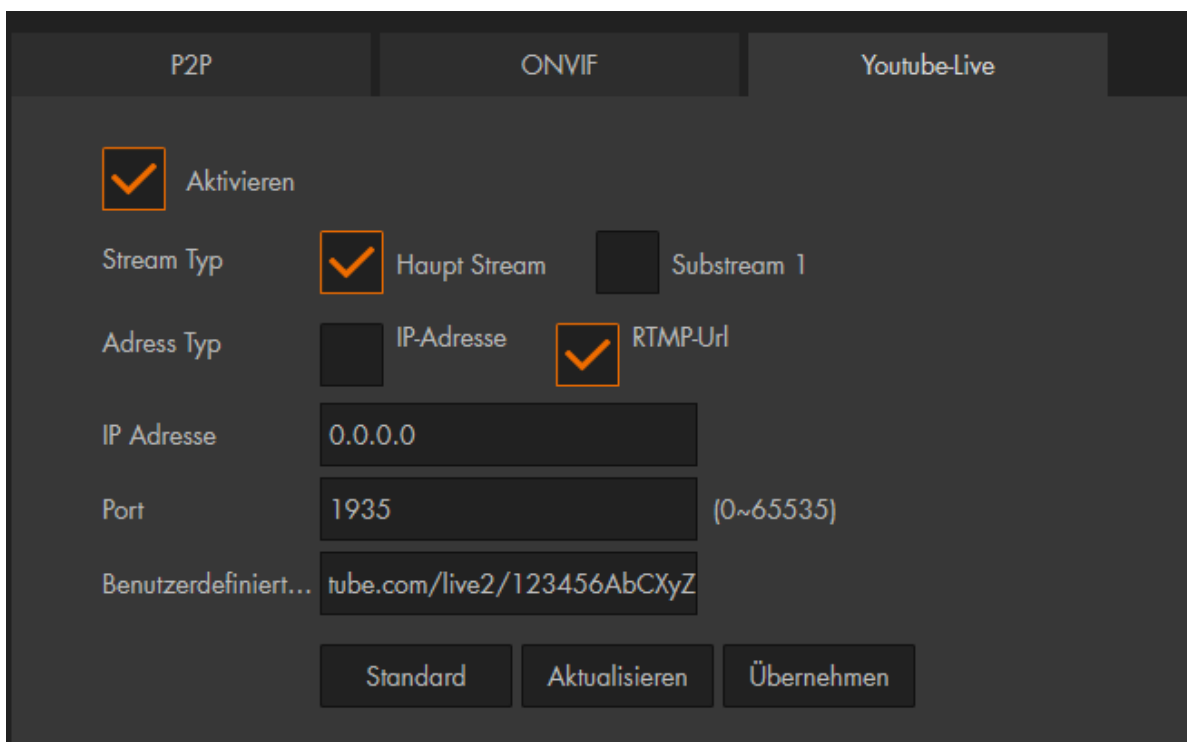 P2P ONVIF Youtube-Live
Aktivieren
Stream Typ Haupt Stream Substream 1
Adress Typ IP-Adresse RTMP-Url
IP Adresse 0.0.0.0
Port 1935 (0~65535)
Benutzerdefiniert... tube.com/live2/123456AbCXyZ
Standard Aktualisieren Übernehmen